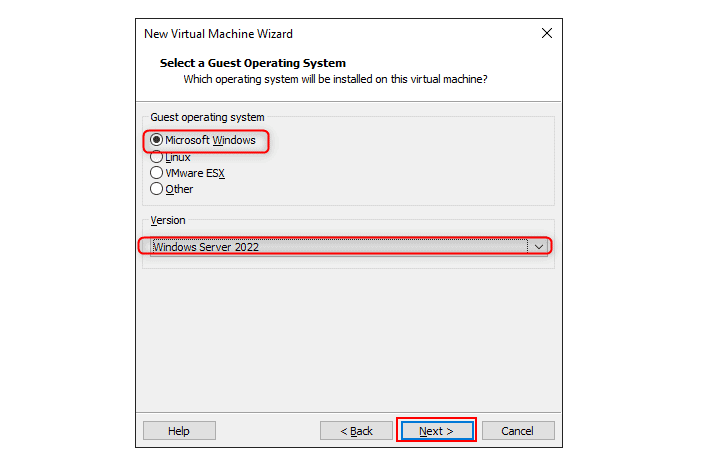 New Virtual Machine Wizard
Select a Guest Operating System
Which operating system will be installed on this virtual machine?
Guest operating system
Microsoft Windows
Linux
VMware ESX
Other
Version
Windows Server 2022
Help
< Back
Next >
Cancel